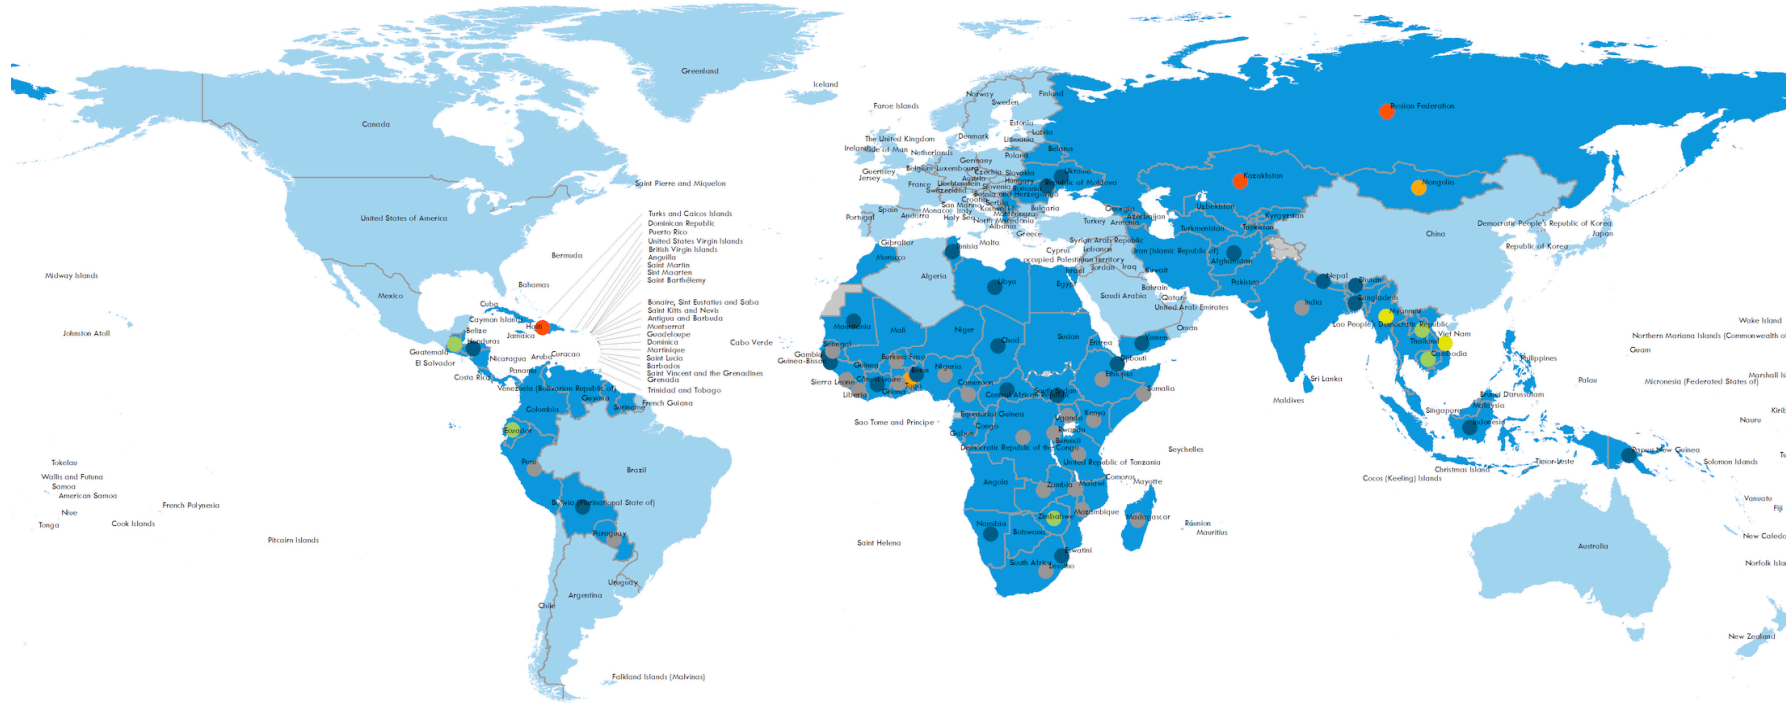 Greenland
Iceland
Canada
Faroe Islands
Norway
Sweden
Finland
Russian Federation
Estonia
Latvia
Lithuania
Denmark
The United Kingdom
Ireland
Isle of Man
Netherlands
Belarus
Poland
Germany
Belgium
Luxembourg
Guernsey
Jersey
Czechia
Slovakia
Ukraine
Austria
Hungary
Republic of Moldova
Kazakhstan
Mongolia
Saint Pierre and Miquelon
France
Liechtenstein
Switzerland
Slovenia
Romania
Croatia
Bosnia and Herzegovina
San Marino
Serbia
United States of America
Spain
Portugal
Andorra
Monaco
Italy
Holy See
Kosovo
Montenegro
Bulgaria
North Macedonia
Albania
Greece
Georgia
Turkey
Armenia
Azerbaijan
Uzbekistan
Kyrgyzstan
Turkmenistan
Tajikistan
China
Democratic People's Republic of Korea
Japan
Republic of Korea
Turks and Caicos Islands
Dominican Republic
Puerto Rico
United States Virgin Islands
British Virgin Islands
Anguilla
Saint Martin
Sint Maarten
Saint Barthélemy
Bermuda
Gibraltar
Malta
Tunisia
Morocco
Algeria
Cyprus
Syrian Arab Republic
Lebanon
occupied Palestinian territory
Israel
Jordan
Iraq
Kuwait
Iran (Islamic Republic of)
Afghanistan
Pakistan
Nepal
Bhutan
Bangladesh
India
Midway Islands
Mexico
Bahamas
Cuba
Libya
Egypt
Saudi Arabia
Bahrain
Qatar
United Arab Emirates
Oman
Bonaire, Sint Eustatius and Saba
Saint Kitts and Nevis
Antigua and Barbuda
Montserrat
Guadeloupe
Dominica
Martinique
Saint Lucia
Barbados
Saint Vincent and the Grenadines
Grenada
Trinidad and Tobago
Johnston Atoll
Cayman Islands
Haiti
Jamaica
Belize
Honduras
Guatemala
El Salvador
Nicaragua
Aruba
Curacao
Costa Rica
Panama
Cabo Verde
Mauritania
Mali
Niger
Chad
Sudan
Eritrea
Yemen
Djibouti
Myanmar
Lao People's Democratic Republic
Viet Nam
Thailand
Cambodia
Philippines
Wake Island
Northern Mariana Islands (Commonwealth of
Guam
Senegal
Gambia
Guinea-Bissau
Guinea
Burkina Faso
Benin
Nigeria
Sierra Leone
Côte d'Ivoire
Togo
Liberia
Ghana
Cameroon
Central African Republic
South Sudan
Ethiopia
Somalia
Sri Lanka
Maldives
Palau
Micronesia (Federated States of)
Marshall Is
Brunei Darussalam
Malaysia
Singapore
Indonesia
Nauru
Kirib
Venezuela (Bolivarian Republic of)
Guyana
Suriname
French Guiana
Colombia
Ecuador
Sao Tome and Principe
Equatorial Guinea
Gabon
Congo
Democratic Republic of the Congo
Uganda
Kenya
Rwanda
Burundi
United Republic of Tanzania
Seychelles
Papua New Guinea
Solomon Islands
Timor-Leste
Christmas Island
Cocos (Keeling) Islands
Tokelau
Wallis and Futuna
Samoa
American Samoa
Niue
Tonga
Cook Islands
French Polynesia
Pitcairn Islands
Peru
Brazil
Bolivia (Plurinational State of)
Paraguay
Angola
Zambia
Malawi
Comoros
Mayotte
Mozambique
Madagascar
Zimbabwe
Namibia
Botswana
Réunion
Mauritius
Saint Helena
Eswatini
South Africa
Lesotho
Vanuatu
Fiji
New Caledo
Norfolk Islan
Australia
Uruguay
Argentina
Chile
New Zealand
Falkland Islands (Malvinas)